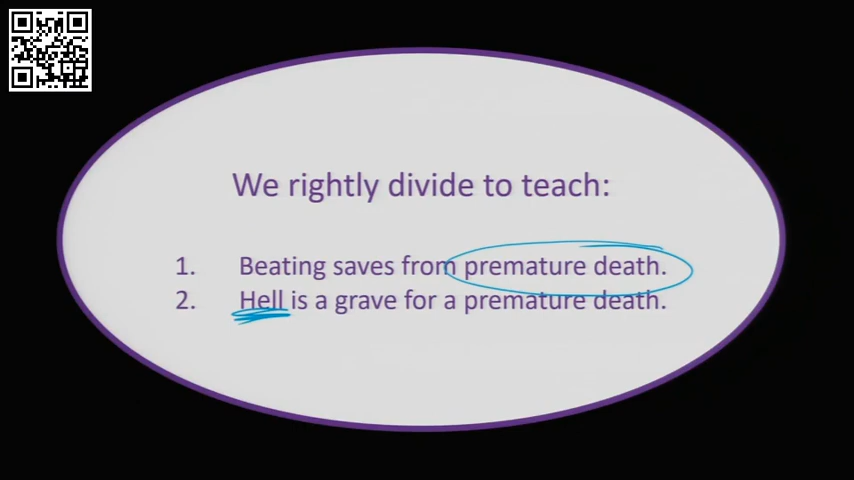 We rightly divide to teach:
1. Beating saves from premature death.
2. Hell is a grave for a premature death.